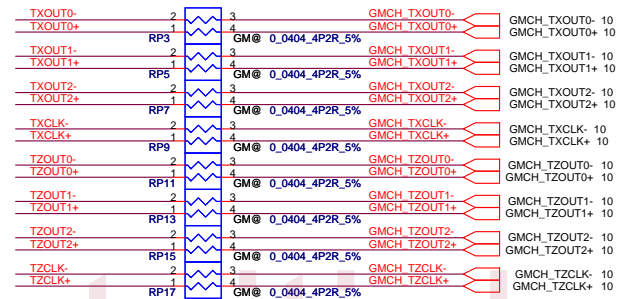 TXOUT0- 2 3 GMCH_TXOUT0- GMCH_TXOUT0- 10
TXOUT0+ 1 4 GMCH_TXOUT0+ GMCH_TXOUT0+ 10
RP3 GM@ 0_0404_4P2R_5%
TXOUT1- 2 3 GMCH_TXOUT1- GMCH_TXOUT1- 10
TXOUT1+ 1 4 GMCH_TXOUT1+ GMCH_TXOUT1+ 10
RP5 GM@ 0_0404_4P2R_5%
TXOUT2- 2 3 GMCH_TXOUT2- GMCH_TXOUT2- 10
TXOUT2+ 1 4 GMCH_TXOUT2+ GMCH_TXOUT2+ 10
RP7 GM@ 0_0404_4P2R_5%
TXCLK- 2 3 GMCH_TXCLK- GMCH_TXCLK- 10
TXCLK+ 1 4 GMCH_TXCLK+ GMCH_TXCLK+ 10
RP9 GM@ 0_0404_4P2R_5%
TZOUT0- 2 3 GMCH_TZOUT0- GMCH_TZOUT0- 10
TZOUT0+ 1 4 GMCH_TZOUT0+ GMCH_TZOUT0+ 10
RP11 GM@ 0_0404_4P2R_5%
TZOUT1- 2 3 GMCH_TZOUT1- GMCH_TZOUT1- 10
TZOUT1+ 1 4 GMCH_TZOUT1+ GMCH_TZOUT1+ 10
RP13 GM@ 0_0404_4P2R_5%
TZOUT2- 2 3 GMCH_TZOUT2- GMCH_TZOUT2- 10
TZOUT2+ 1 4 GMCH_TZOUT2+ GMCH_TZOUT2+ 10
RP15 GM@ 0_0404_4P2R_5%
TZCLK- 2 3 GMCH_TZCLK- GMCH_TZCLK- 10
TZCLK+ 1 4 GMCH_TZCLK+ GMCH_TZCLK+ 10
RP17 GM@ 0_0404_4P2R_5%